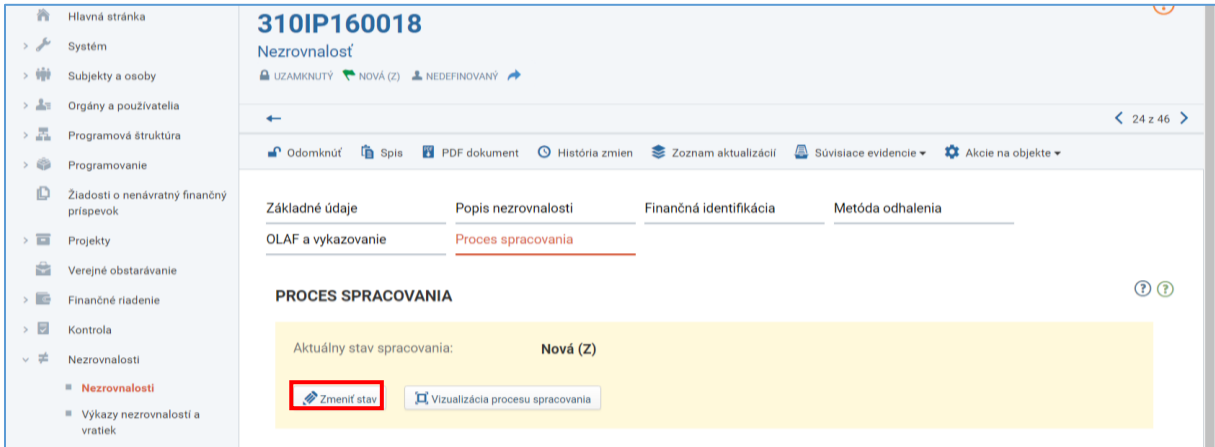 Hlavná stránka
Systém
Subjekty a osoby
Orgány a používatelia
Programová štruktúra
Programovanie
Žiadosti o nenávratný finančný
príspevok
Projekty
Verejné obstarávanie
Finančné riadenie
Kontrola
Nezrovnalosti
Nezrovnalosti
Výkazy nezrovnalostí a
vratiek
310IP160018
Nezrovnalosť
UZAMKNUTÝ NOVÁ (Z) NEDEFINOVANÝ
24 z 46
Odomknúť Spis PDF dokument História zmien Zoznam aktualizácií Súvisiace evidencie Akcie na objekte
Základné údaje Popis nezrovnalosti Finančná identifikácia Metóda odhalenia
OLAF a vykazovanie Proces spracovania
PROCES SPRACOVANIA
Aktuálny stav spracovania: Nová (Z)
Zmeniť stav Vizualizácia procesu spracovania